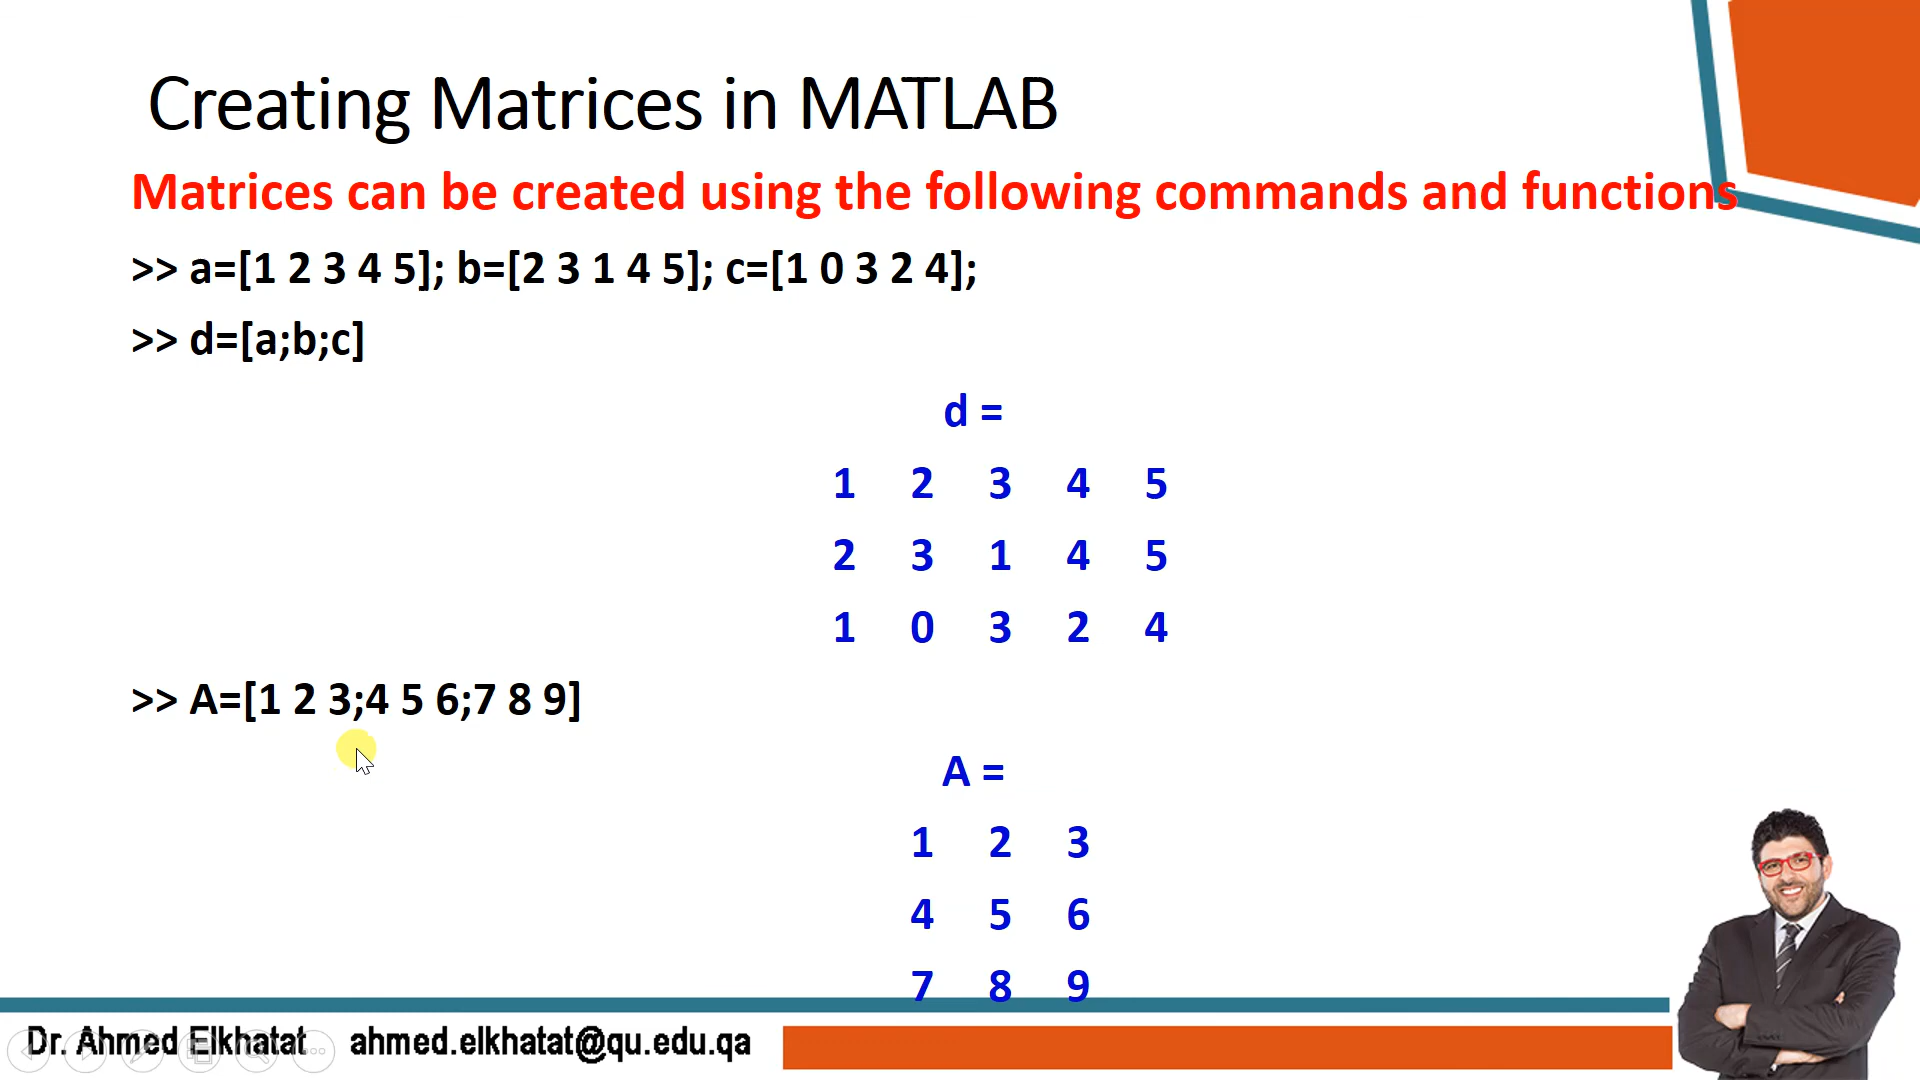 Creating Matrices in MATLAB
Matrices can be created using the following commands and functions
>> a=[1 2 3 4 5]; b=[2 3 1 4 5]; c=[1 0 3 2 4];
>> d=[a;b;c]
d =
1 2 3 4 5
2 3 1 4 5
1 0 3 2 4
>> A=[1 2 3;4 5 6;7 8 9]
A =
1 2 3
4 5 6
7 8 9
Dr. Ahmed Elkhatat ahmed.elkhatat@qu.edu.qa